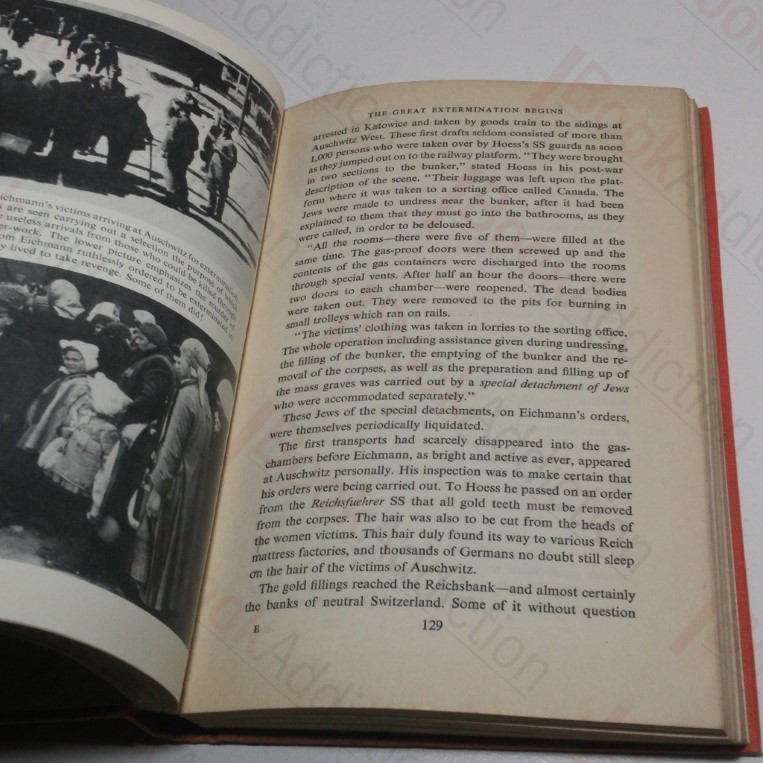 Eichmann's victims arriving at Auschwitz for extermination
are seen carrying out a selection the purpose of w
useless arrivals from those who could be killed through
er-work. The lower picture emphasizes the number of
om Eichmann ruthlessly ordered to be exterminated in
y lived to take revenge. Some of them did!
THE GREAT EXTERMINATION BEGINS
arrested in Katowice and taken by goods train to the sidings at
Auschwitz West. These first drafts seldom consisted of more than
1,000 persons who were taken over by Hoess's SS guards as soon
as they jumped out on to the railway platform. "They were brought
in two sections to the bunker," stated Hoess in his post-war
description of the scene. "Their luggage was left upon the plat-
form where it was taken to a sorting office called Canada. The
Jews were made to undress near the bunker, after it had been
explained to them that they must go into the bathrooms, as they
were called, in order to be deloused.
"All the rooms—there were five of them—were filled at the
same time. The gas-proof doors were then screwed up and the
contents of the gas containers were discharged into the rooms
through special vents. After half an hour the doors—there were
two doors to each chamber—were reopened. The dead bodies
were taken out. They were removed to the pits for burning in
small trolleys which ran on rails.
"The victims' clothing was taken in lorries to the sorting office.
The whole operation including assistance given during undressing,
the filling of the bunker, the emptying of the bunker and the re-
moval of the corpses, as well as the preparation and filling up of
the mass graves was carried out by a special detachment of Jews
who were accommodated separately."
These Jews of the special detachments, on Eichmann's orders,
were themselves periodically liquidated.
The first transports had scarcely disappeared into the gas-
chambers before Eichmann, as bright and active as ever, appeared
at Auschwitz personally. His inspection was to make certain that
his orders were being carried out. To Hoess he passed on an order
from the Reichsfuehrer SS that all gold teeth must be removed
from the corpses. The hair was also to be cut from the heads of
the women victims. This hair duly found its way to various Reich
mattress factories, and thousands of Germans no doubt still sleep
on the hair of the victims of Auschwitz.
The gold fillings reached the Reichsbank—and almost certainly
the banks of neutral Switzerland. Some of it without question
E
129
BookAddiction